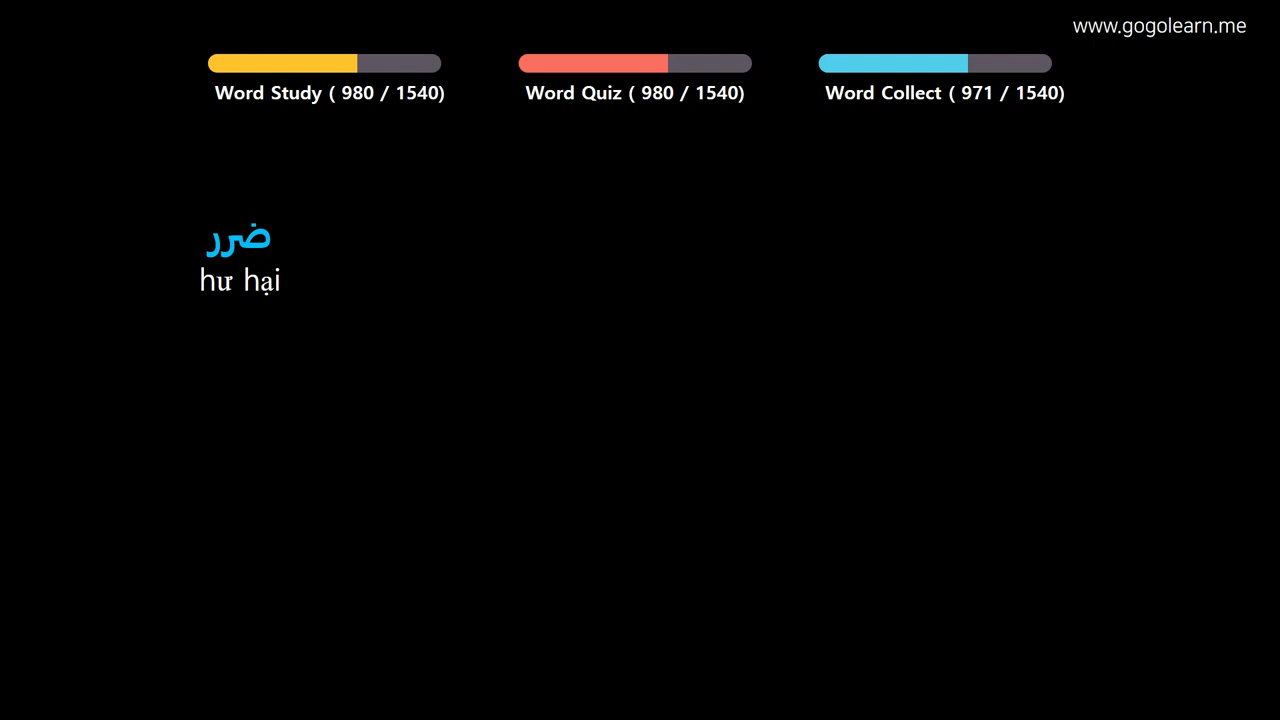 www.gogolearn.me
Word Study ( 980 / 1540)
Word Quiz ( 980 / 1540)
Word Collect ( 971 / 1540)
ضرر
hư hại